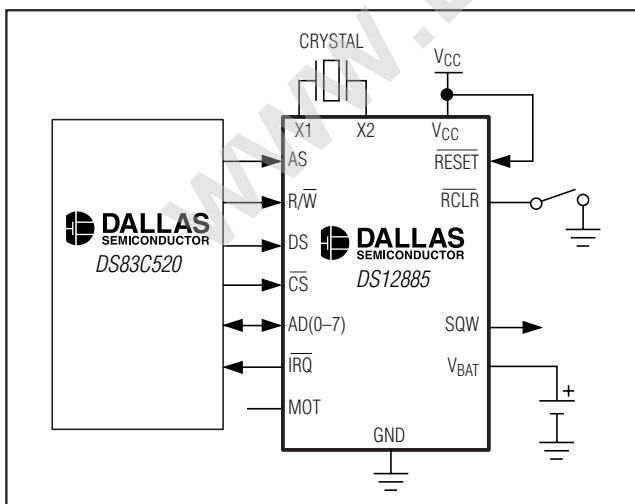 CRYSTAL
VCC
X1 X2 VCC
AS RESET
R/W RCLR
DALLAS
SEMICONDUCTOR
DS83C520
DS
DALLAS
SEMICONDUCTOR
DS12885
CS
AD(0–7) SQW
IRQ VBAT
+
MOT
GND
www.